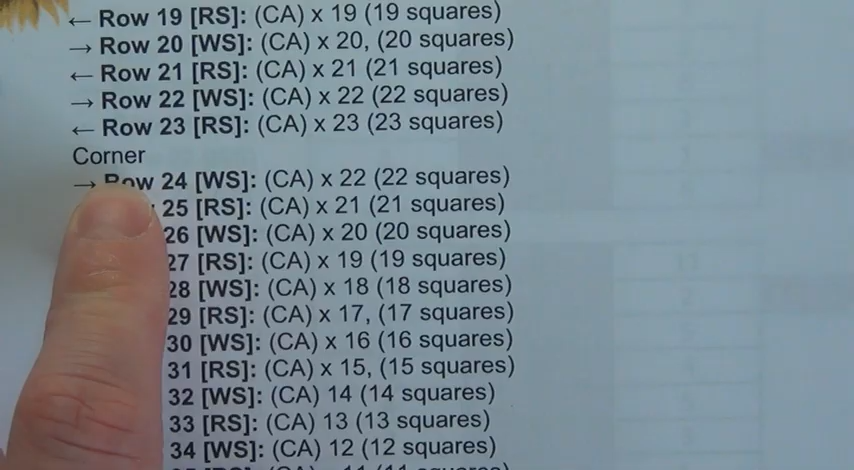 ← Row 19 [RS]: (CA) x 19 (19 squares)
→ Row 20 [WS]: (CA) x 20, (20 squares)
← Row 21 [RS]: (CA) x 21 (21 squares)
→ Row 22 [WS]: (CA) x 22 (22 squares)
← Row 23 [RS]: (CA) x 23 (23 squares)
Corner
→ Row 24 [WS]: (CA) x 22 (22 squares)
25 [RS]: (CA) x 21 (21 squares)
26 [WS]: (CA) x 20 (20 squares)
27 [RS]: (CA) x 19 (19 squares)
28 [WS]: (CA) x 18 (18 squares)
29 [RS]: (CA) x 17, (17 squares)
30 [WS]: (CA) x 16 (16 squares)
31 [RS]: (CA) x 15, (15 squares)
32 [WS]: (CA) 14 (14 squares)
33 [RS]: (CA) 13 (13 squares)
34 [WS]: (CA) 12 (12 squares)